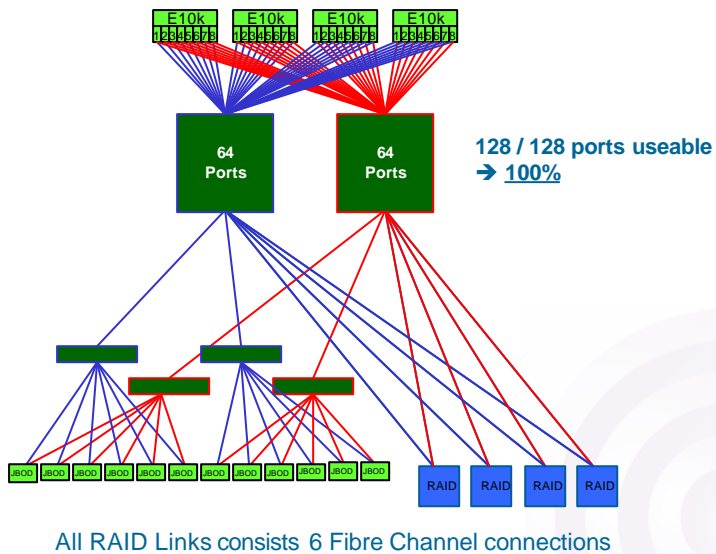 E10k E10k E10k E10k
12345678 12345678 12345678 12345678
64 Ports
64 Ports
128 / 128 ports useable
➔ 100%
JBOD JBOD JBOD JBOD JBOD JBOD JBOD JBOD JBOD JBOD JBOD
RAID RAID RAID RAID
All RAID Links consists 6 Fibre Channel connections